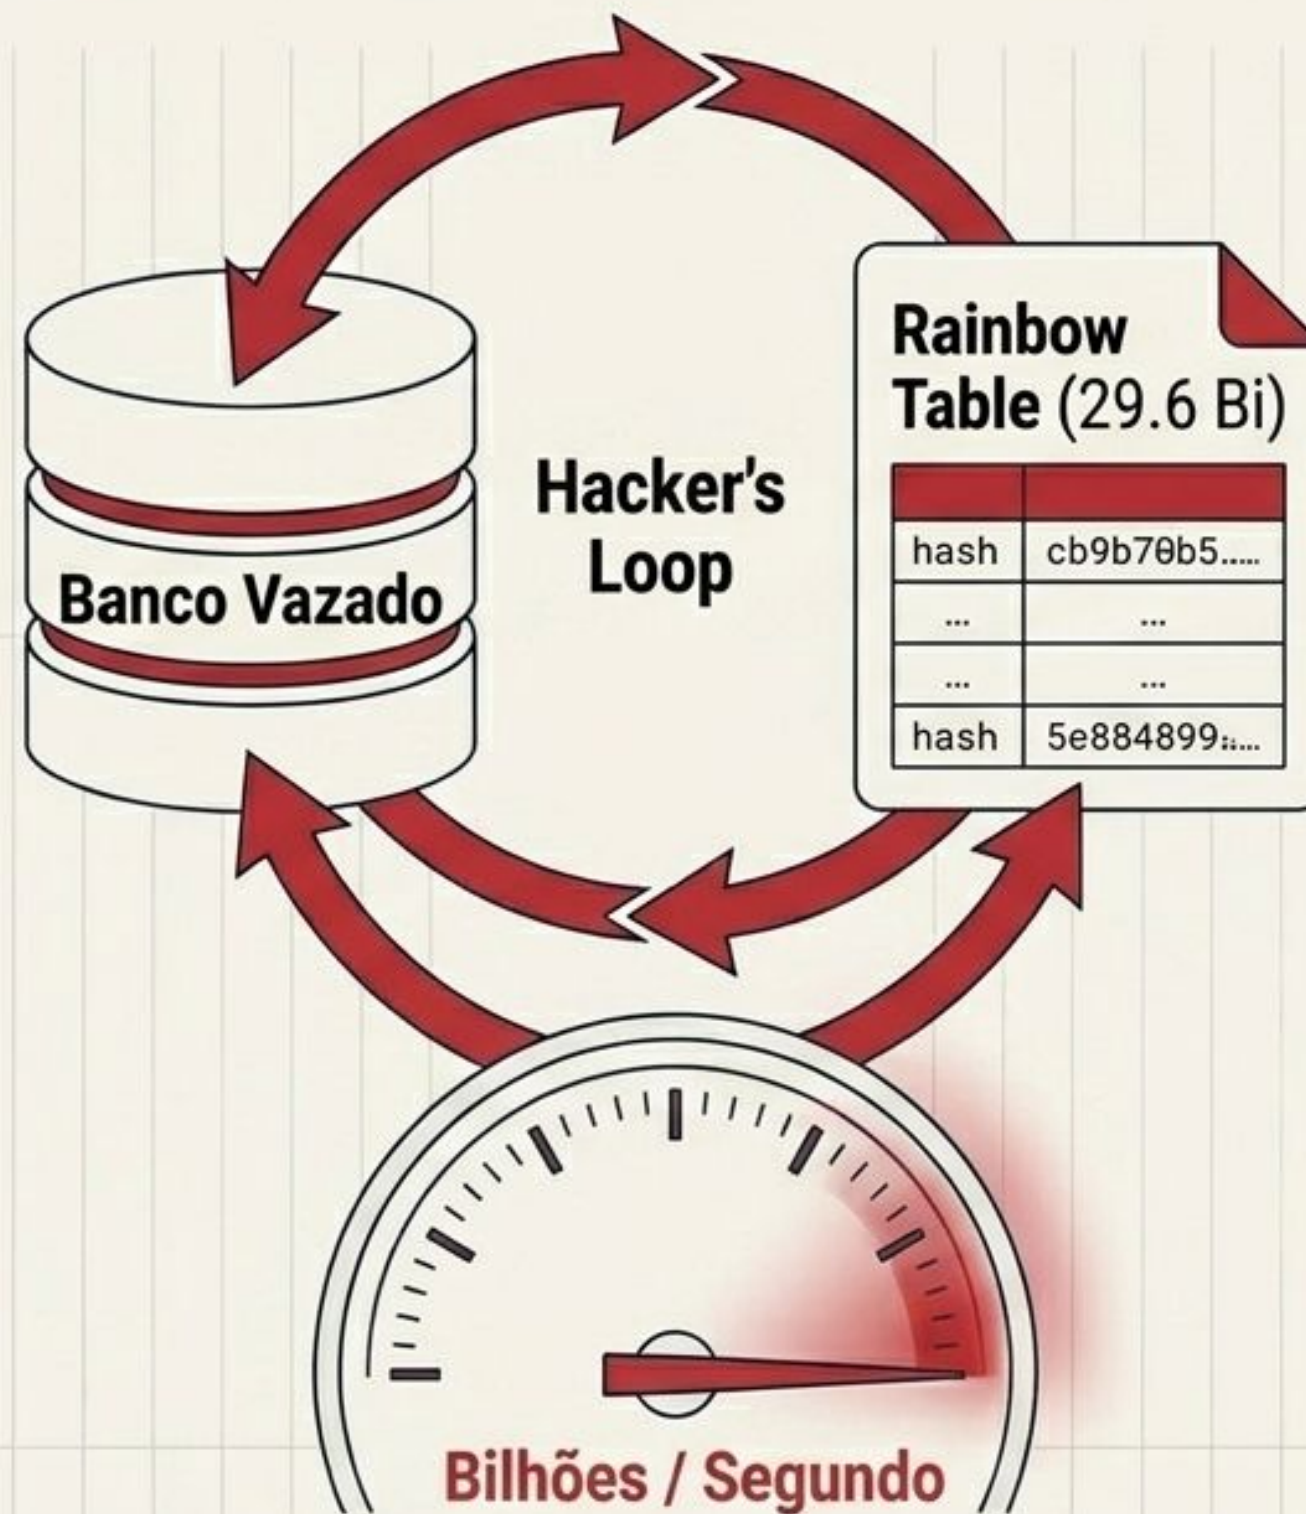 Hacker's
Loop
Banco Vazado
Rainbow
Table (29.6 Bi)
hash cb9b70b5.....
... ...
... ...
hash 5e884899.....
Bilhões / Segundo